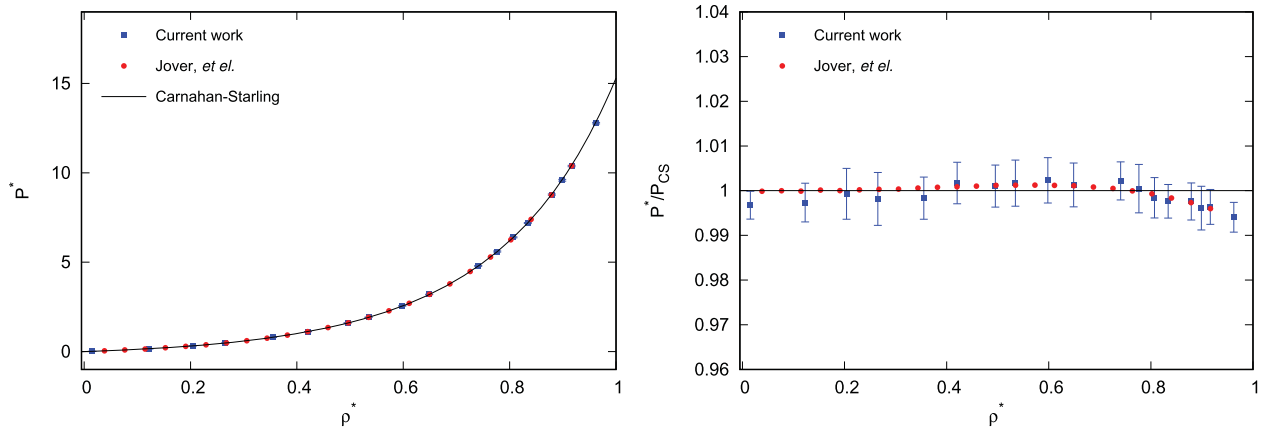 Current work
Jover, et el.
Carnahan-Starling
15
10
5
0
P*
0
0.2
0.4
0.6
0.8
1
ρ*
Current work
Jover, et el.
1.04
1.03
1.02
1.01
1
0.99
0.98
0.97
0.96
P*/PCS
0
0.2
0.4
0.6
0.8
1
ρ*